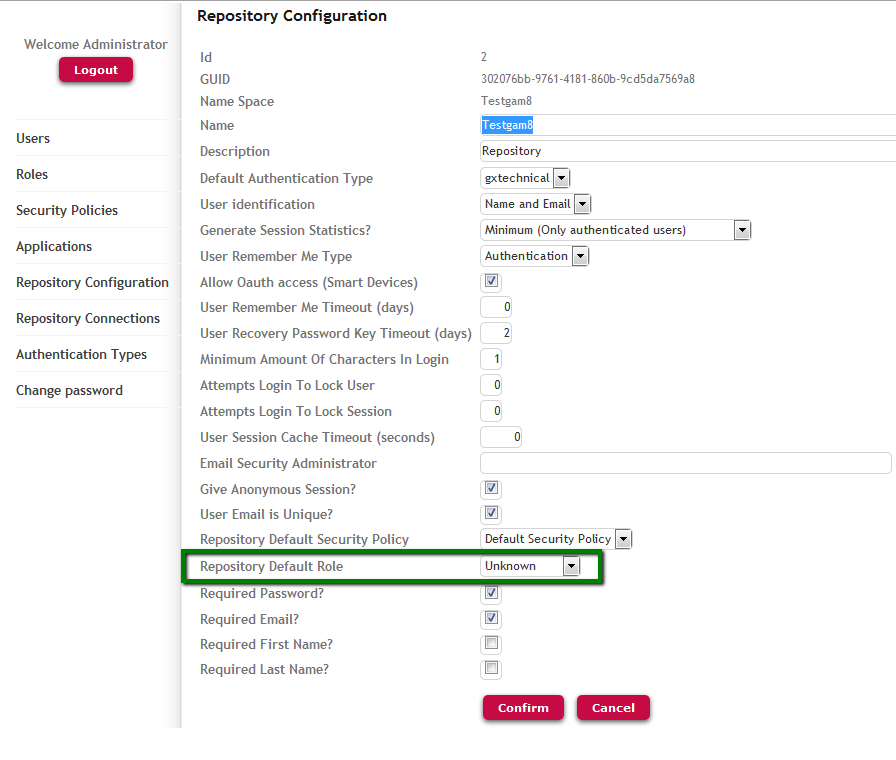 Repository Configuration
Welcome Administrator
Logout
Users
Roles
Security Policies
Applications
Repository Configuration
Repository Connections
Authentication Types
Change password
Id 2
GUID 302076bb-9761-4181-860b-9cd5da7569a8
Name Space Testgam8
Name Testgam8
Description Repository
Default Authentication Type gxtechnical
User identification Name and Email
Generate Session Statistics? Minimum (Only authenticated users)
User Remember Me Type Authentication
Allow Oauth access (Smart Devices)
User Remember Me Timeout (days) 0
User Recovery Password Key Timeout (days) 2
Minimum Amount Of Characters In Login 1
Attempts Login To Lock User 0
Attempts Login To Lock Session 0
User Session Cache Timeout (seconds) 0
Email Security Administrator
Give Anonymous Session?
User Email is Unique?
Repository Default Security Policy Default Security Policy
Repository Default Role Unknown
Required Password?
Required Email?
Required First Name?
Required Last Name?
Confirm Cancel